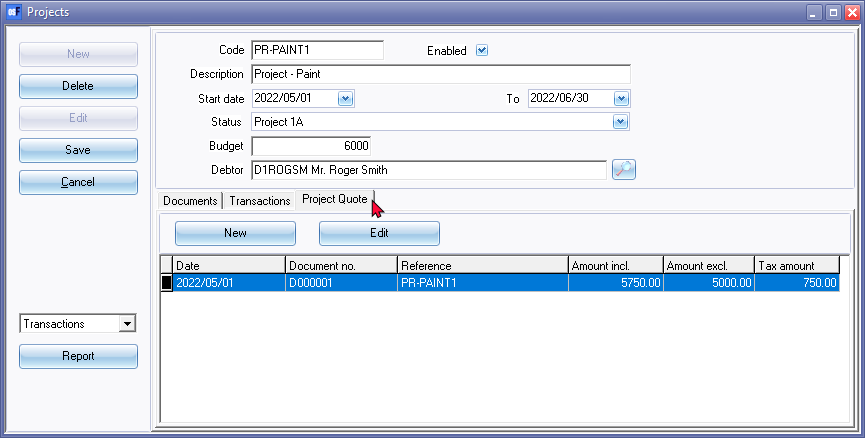 Projects
New
Delete
Edit
Save
Cancel
Transactions
Report
Code PR-PAINT1 Enabled
Description Project - Paint
Start date 2022/05/01 To 2022/06/30
Status Project 1A
Budget 6000
Debtor D1ROGSM Mr. Roger Smith
Documents Transactions Project Quote
New Edit
Date Document no. Reference Amount incl. Amount excl. Tax amount
2022/05/01 D000001 PR-PAINT1 5750.00 5000.00 750.00